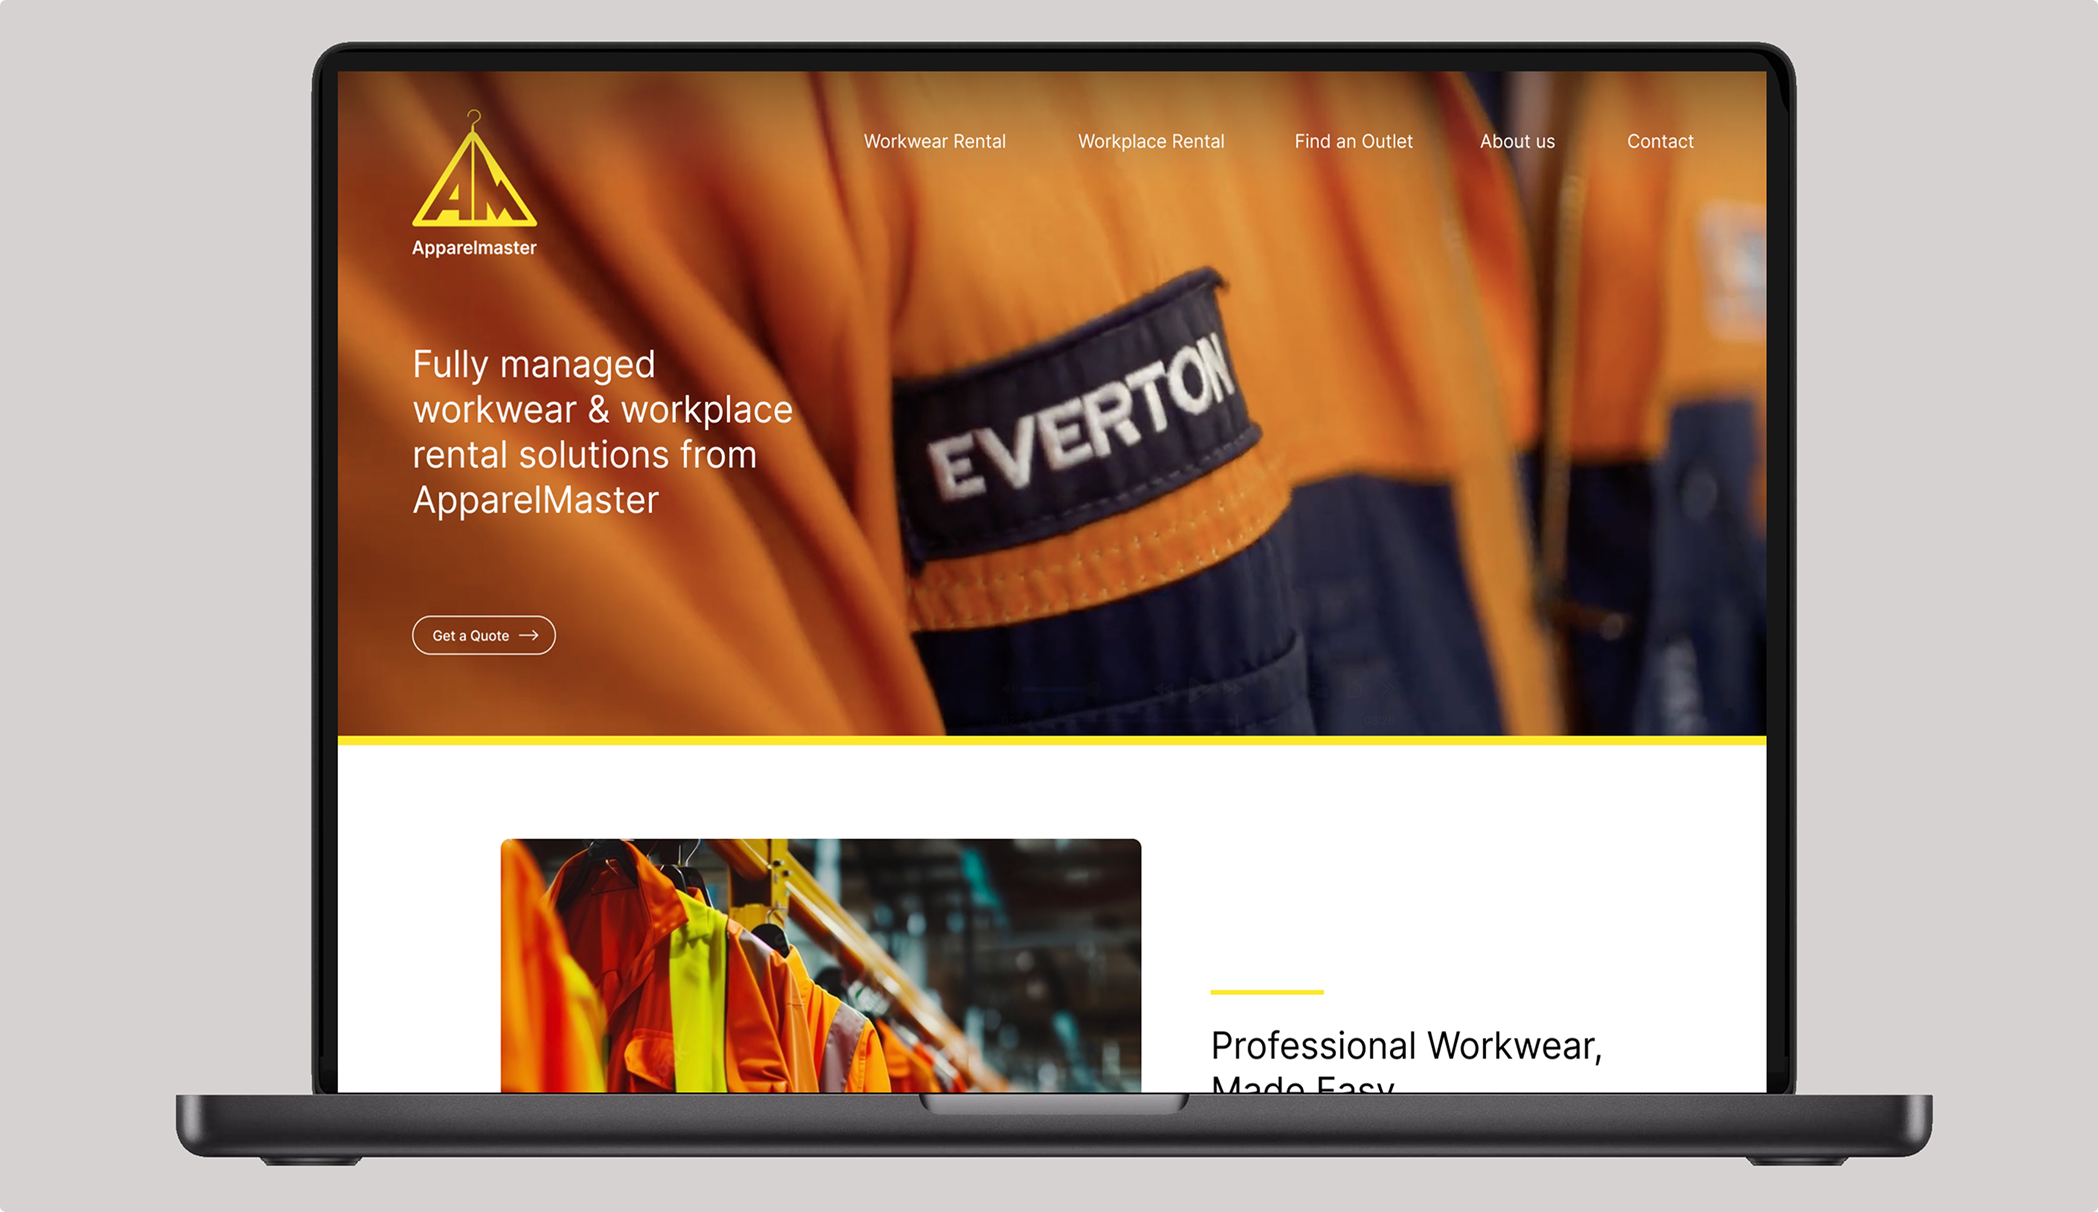 AM
Apparelmaster
Workwear Rental
Workplace Rental
Find an Outlet
About us
Contact
Fully managed
workwear & workplace
rental solutions from
ApparelMaster
EVERTON
Get a Quote
Professional Workwear,
Made Easy